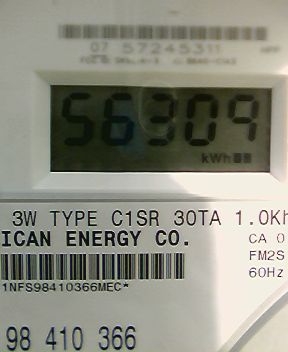 07 57245311
56309
kWh
3W TYPE C1SR 30TA 1.0Kh
ICAN ENERGY CO.
CA 0
FM2S
60Hz
1NFS98410366MEC*
98 410 366